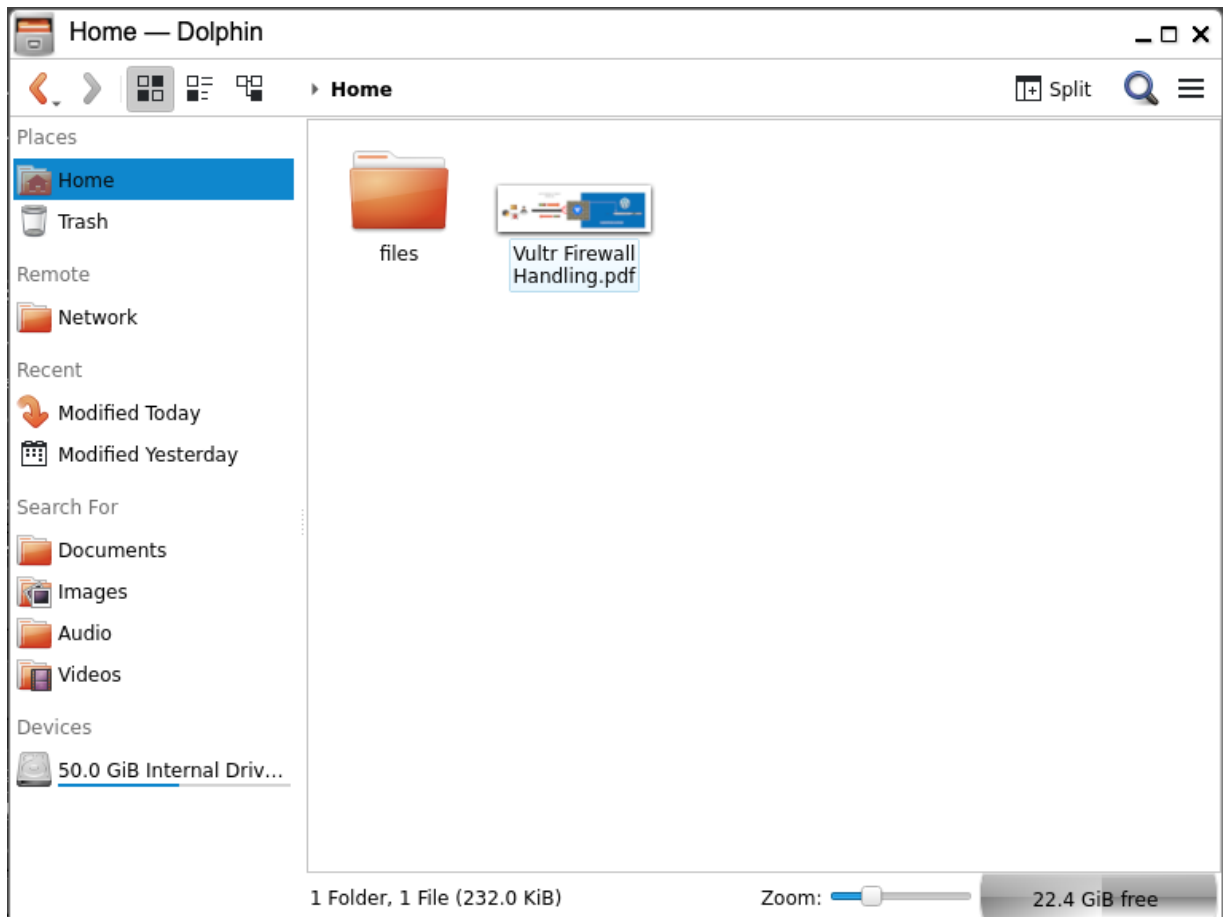 Home — Dolphin
Home
Split
Places
Home
Trash
Remote
Network
Recent
Modified Today
Modified Yesterday
Search For
Documents
Images
Audio
Videos
Devices
50.0 GiB Internal Driv...
files
Vultr Firewall
Handling.pdf
1 Folder, 1 File (232.0 KiB)
Zoom:
22.4 GiB free